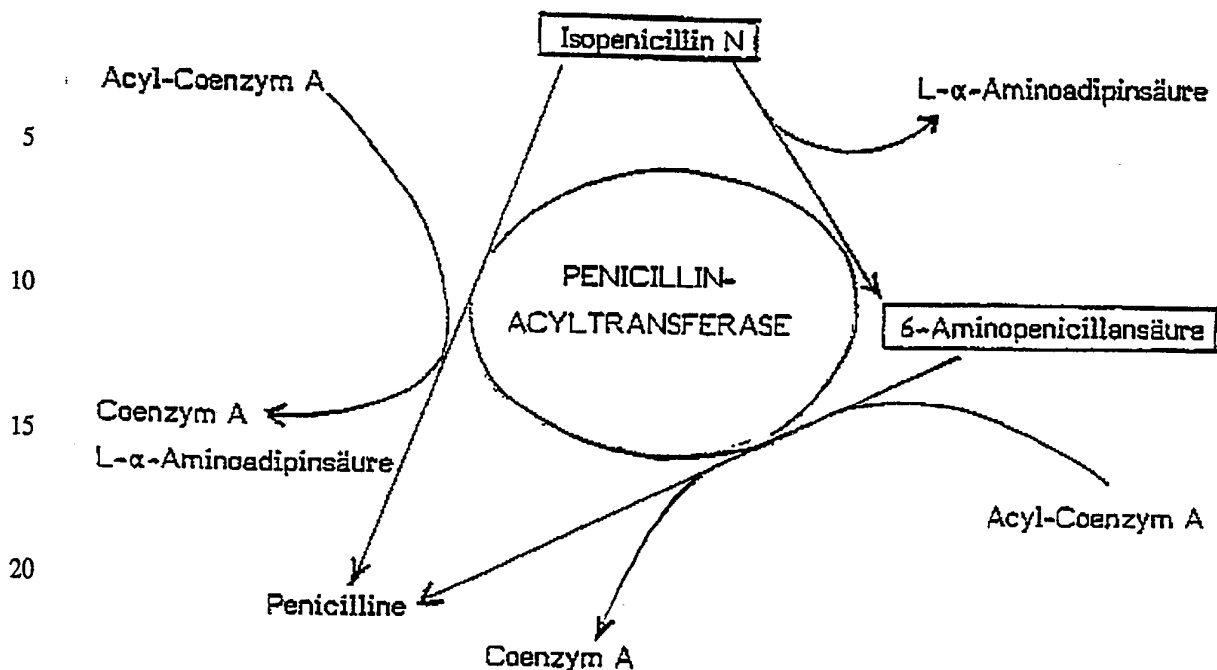 Isopenicillin N
Acyl-Coenzym A
L-α-Aminoadipinsäure
5
PENICILLIN-
10
ACYLTRANSFERASE
6-Aminopenicillansäure
Coenzym A
15
L-α-Aminoadipinsäure
Acyl-Coenzym A
20
Penicilline
Coenzym A